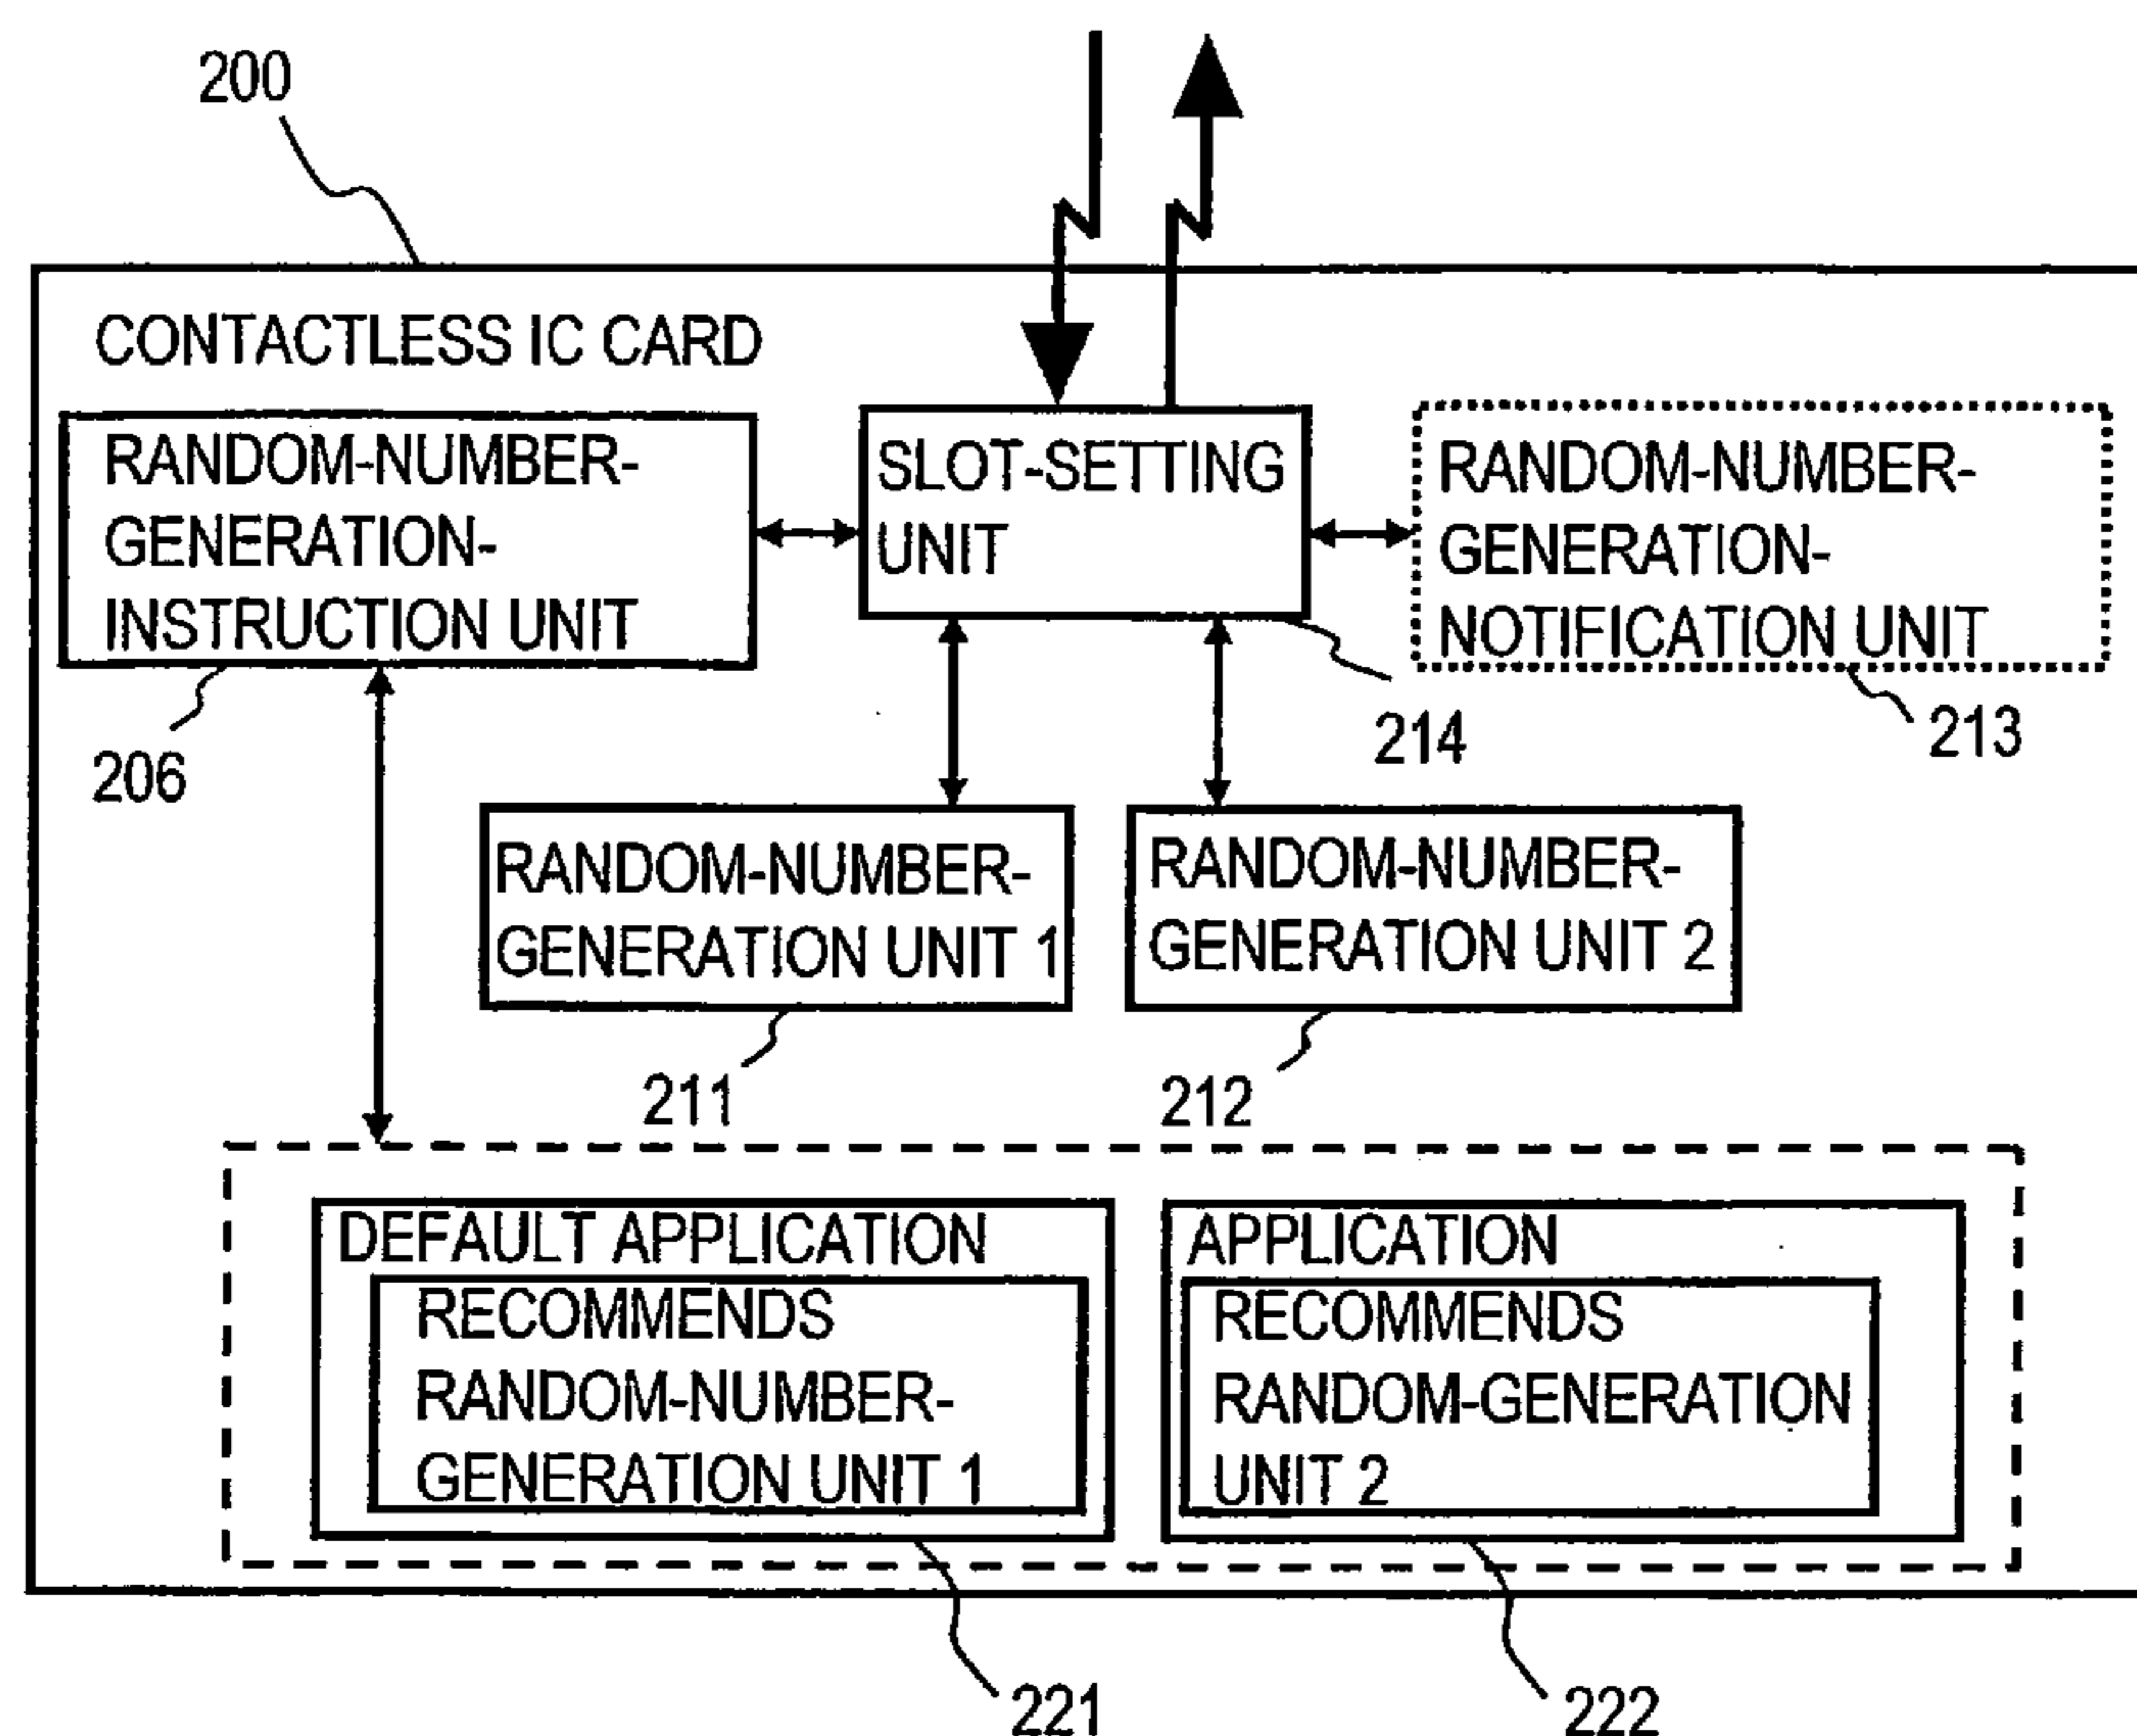 200
CONTACTLESS IC CARD
RANDOM-NUMBER-
GENERATION-
INSTRUCTION UNIT
206
SLOT-SETTING
UNIT
214
RANDOM-NUMBER-
GENERATION-
NOTIFICATION UNIT
213
RANDOM-NUMBER-
GENERATION UNIT 1
211
RANDOM-NUMBER-
GENERATION UNIT 2
212
DEFAULT APPLICATION
RECOMMENDS
RANDOM-NUMBER-
GENERATION UNIT 1
221
APPLICATION
RECOMMENDS
RANDOM-GENERATION
UNIT 2
222